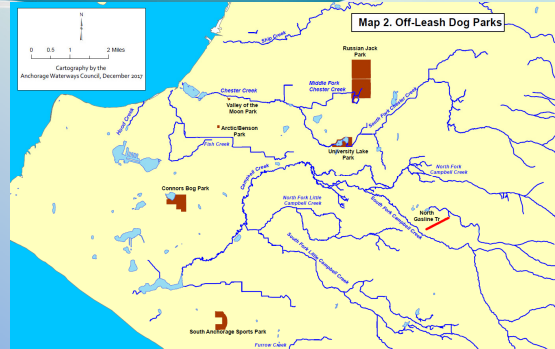 N
0 0.5 1 2 Miles
Cartography by the
Anchorage Waterways Council, December 2017
Map 2. Off-Leash Dog Parks
Ship Creek
Russian Jack
Park
Chester Creek
Middle Fork
Chester Creek
Valley of the
Moon Park
Hood Creek
South Fork Chester Creek
Arctic/Benson
Park
Fish Creek
University Lake
Park
North Fork
Campbell Creek
Campbell Creek
Connors Bog Park
North Fork Little
Campbell Creek
South Fork Campbell Creek
North
Gasline Tr.
South Fork Little Campbell Creek
South Anchorage Sports Park
Furrow Creek